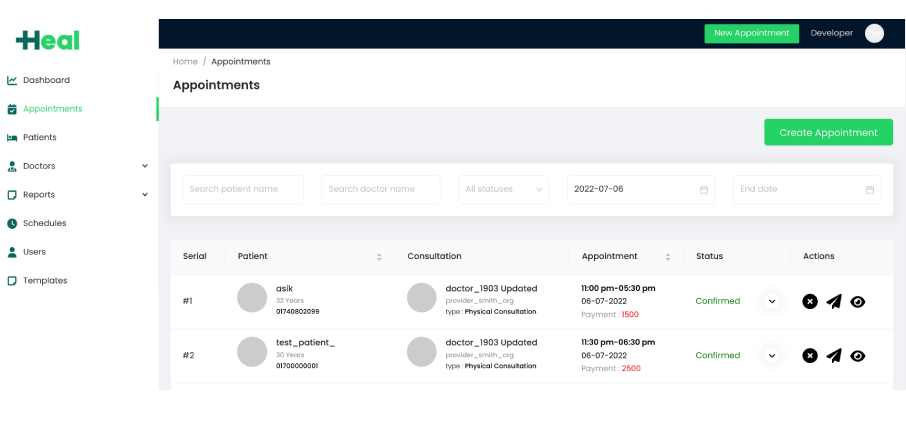 Heal
New Appointment Developer
Home / Appointments
Appointments
Dashboard
Appointments
Patients
Doctors
Reports
Schedules
Users
Templates
Create Appointment
Search patient name Search doctor name All statuses 2022-07-06 End date
Serial Patient Consultation Appointment Status Actions
#1
asik
32 Years
01740802099
doctor_1903 Updated
provider_smith_org
type : Physical Consultation
11:00 pm-05:30 pm
06-07-2022
Payment : 1500
Confirmed
#2
test_patient_
30 Years
01700000001
doctor_1903 Updated
provider_smith_org
type : Physical Consultation
11:30 pm-06:30 pm
06-07-2022
Payment : 2500
Confirmed